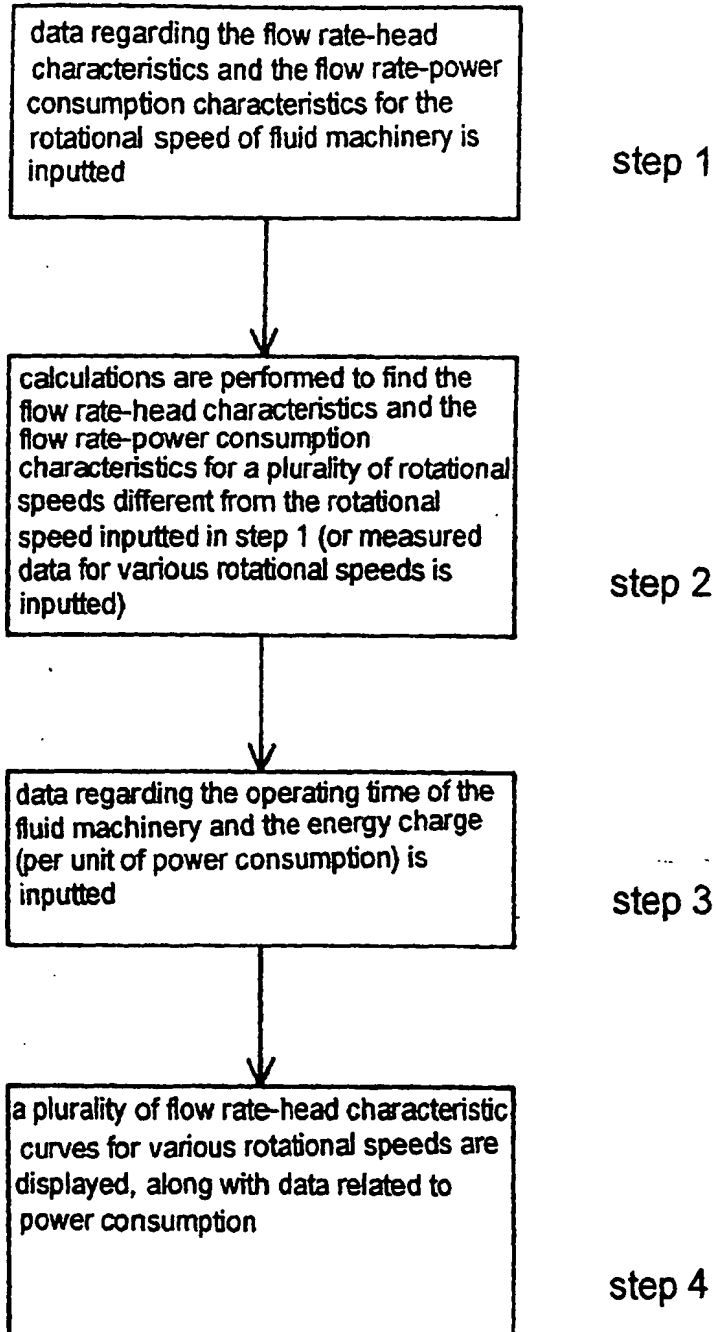 data regarding the flow rate-head
characteristics and the flow rate-power
consumption characteristics for the
rotational speed of fluid machinery is
inputted
step 1
calculations are performed to find the
flow rate-head characteristics and the
flow rate-power consumption
characteristics for a plurality of rotational
speeds different from the rotational
speed inputted in step 1 (or measured
data for various rotational speeds is
inputted)
step 2
data regarding the operating time of the
fluid machinery and the energy charge
(per unit of power consumption) is
inputted
step 3
a plurality of flow rate-head characteristic
curves for various rotational speeds are
displayed, along with data related to
power consumption
step 4